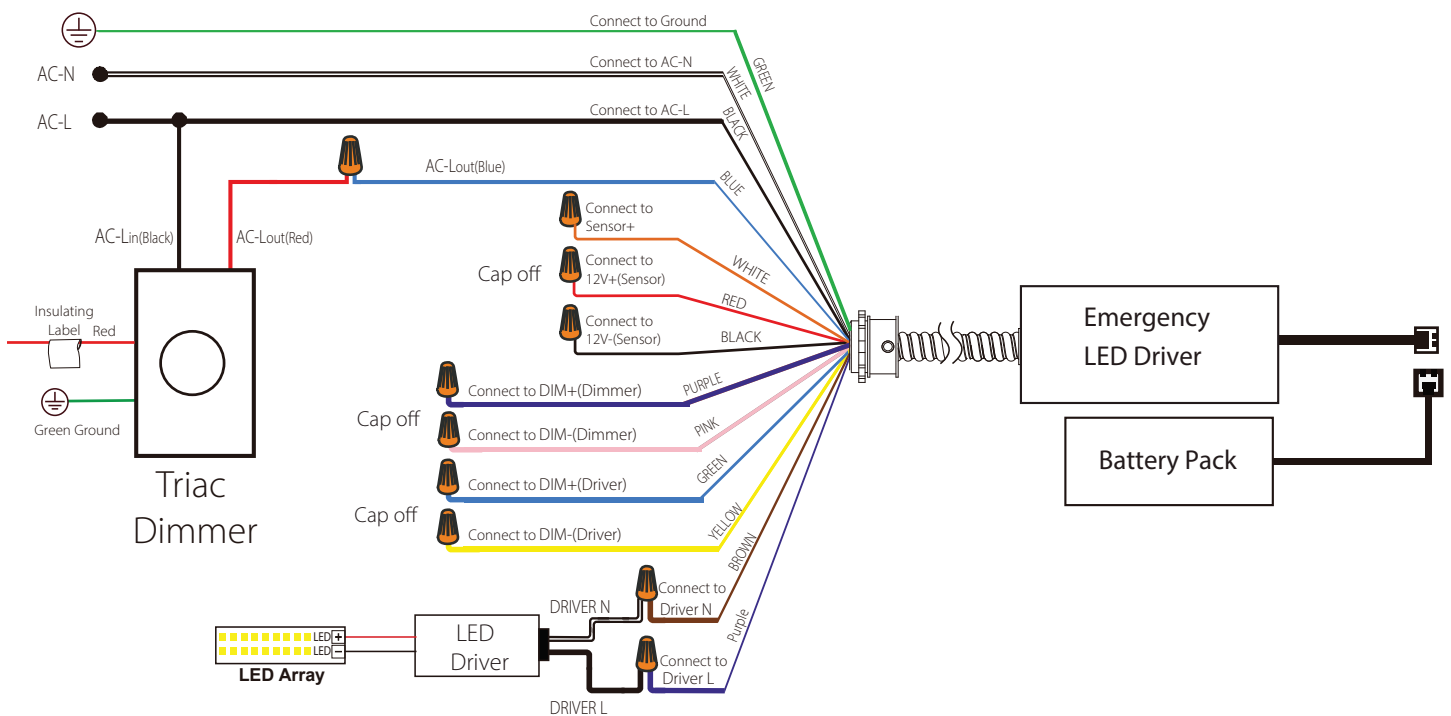 Connect to Ground
AC-N
Connect to AC-N
AC-L
Connect to AC-L
GREEN
WHITE
BLACK
BLUE
AC-Lout(Blue)
AC-Lin(Black)
AC-Lout(Red)
Connect to
Sensor+
WHITE
Cap off
Connect to
12V+(Sensor)
RED
Connect to
12V-(Sensor)
BLACK
Insulating
Label
Red
Green Ground
Triac
Dimmer
Cap off
Connect to DIM+(Dimmer)
PURPLE
Connect to DIM-(Dimmer)
PINK
Cap off
Connect to DIM+(Driver)
GREEN
Connect to DIM-(Driver)
YELLOW
BROWN
Purple
Connect to
Driver N
Connect to
Driver L
DRIVER N
DRIVER L
LED
Driver
LED +
LED −
LED Array
Emergency
LED Driver
Battery Pack